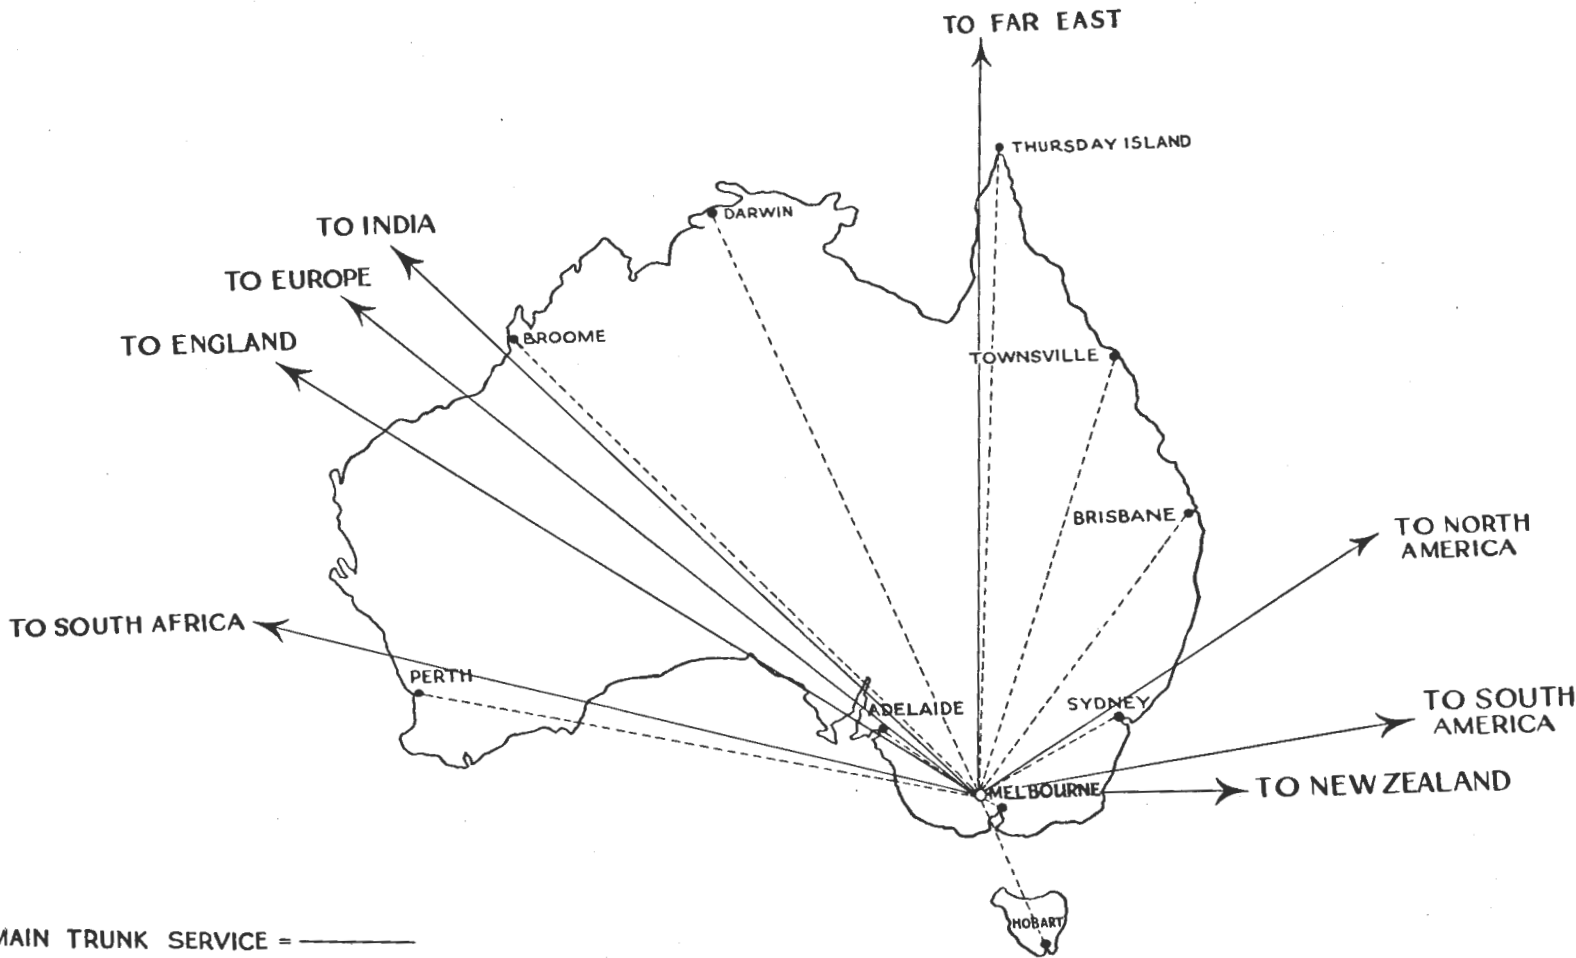 TO FAR EAST
THURSDAY ISLAND
DARWIN
TO INDIA
TO EUROPE
BROOME
TO ENGLAND
TOWNSVILLE
BRISBANE
TO NORTH
AMERICA
TO SOUTH AFRICA
PERTH
ADELAIDE
SYDNEY
TO SOUTH
AMERICA
MELBOURNE
TO NEW ZEALAND
HOBART
MAIN TRUNK SERVICE =